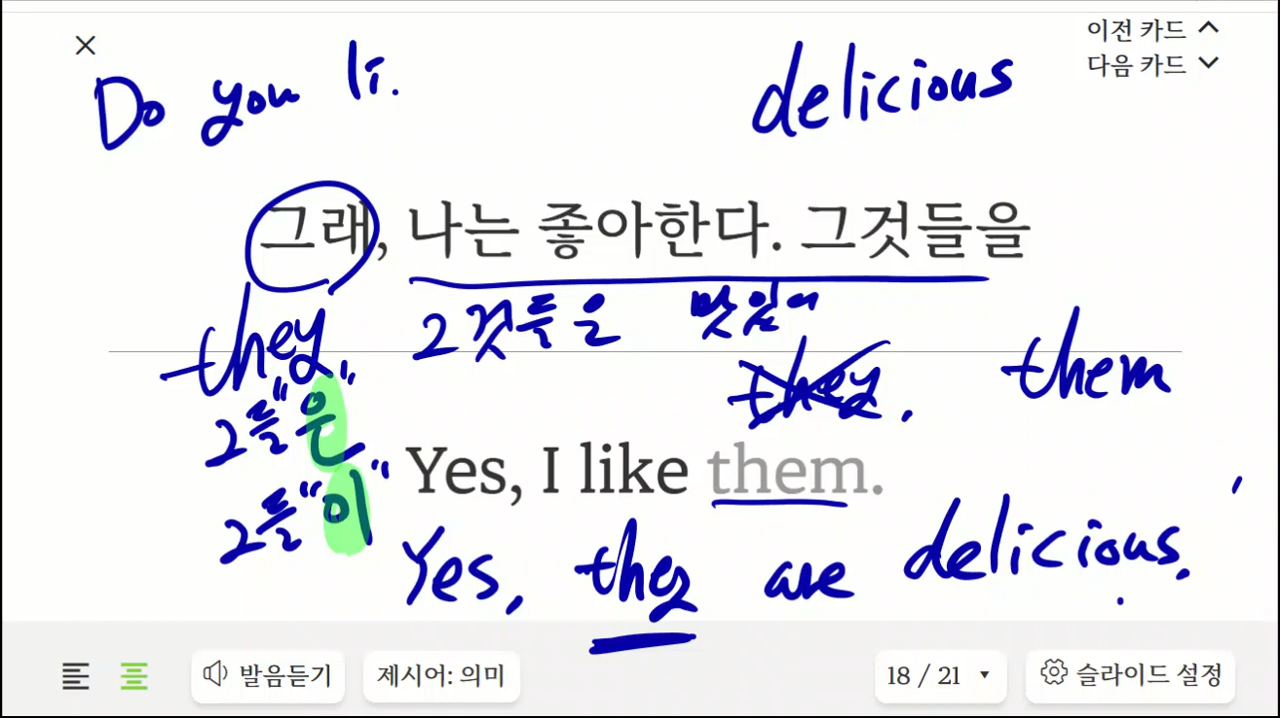 이전 카드
다음 카드
Do you li
delicious
그래, 나는 좋아한다. 그것들을
그것들을 맛있어
they
they.
them
그들"은"
그들"이"
Yes, I like them.
Yes, they are delicious.
발음듣기
제시어: 의미
18 / 21
슬라이드 설정